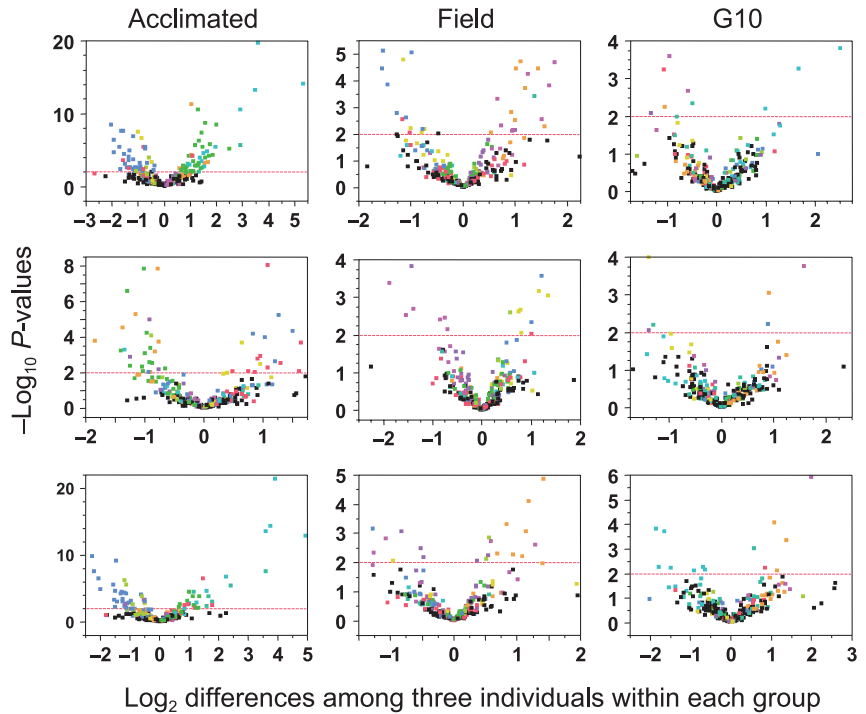 Acclimated Field G10
20 5 4
4
10 3
2
3
2
1
0 0 0
–3 –2 –1 0 1 2 3 4 5 –2 –1 0 1 2 –1 0 1 2
–Log10 P-values
8 4 4
6 3 3
4 2 2
2 1 1
0 0 0
–2 –1 0 1 –2 –1 0 1 2 –1 0 1 2
20 5 6
10
4
3
2
1
5
4
3
2
1
0 0 0
–2 –1 0 1 2 3 4 5 –1 0 1 2 –2 –1 0 1 2 3
Log2 differences among three individuals within each group